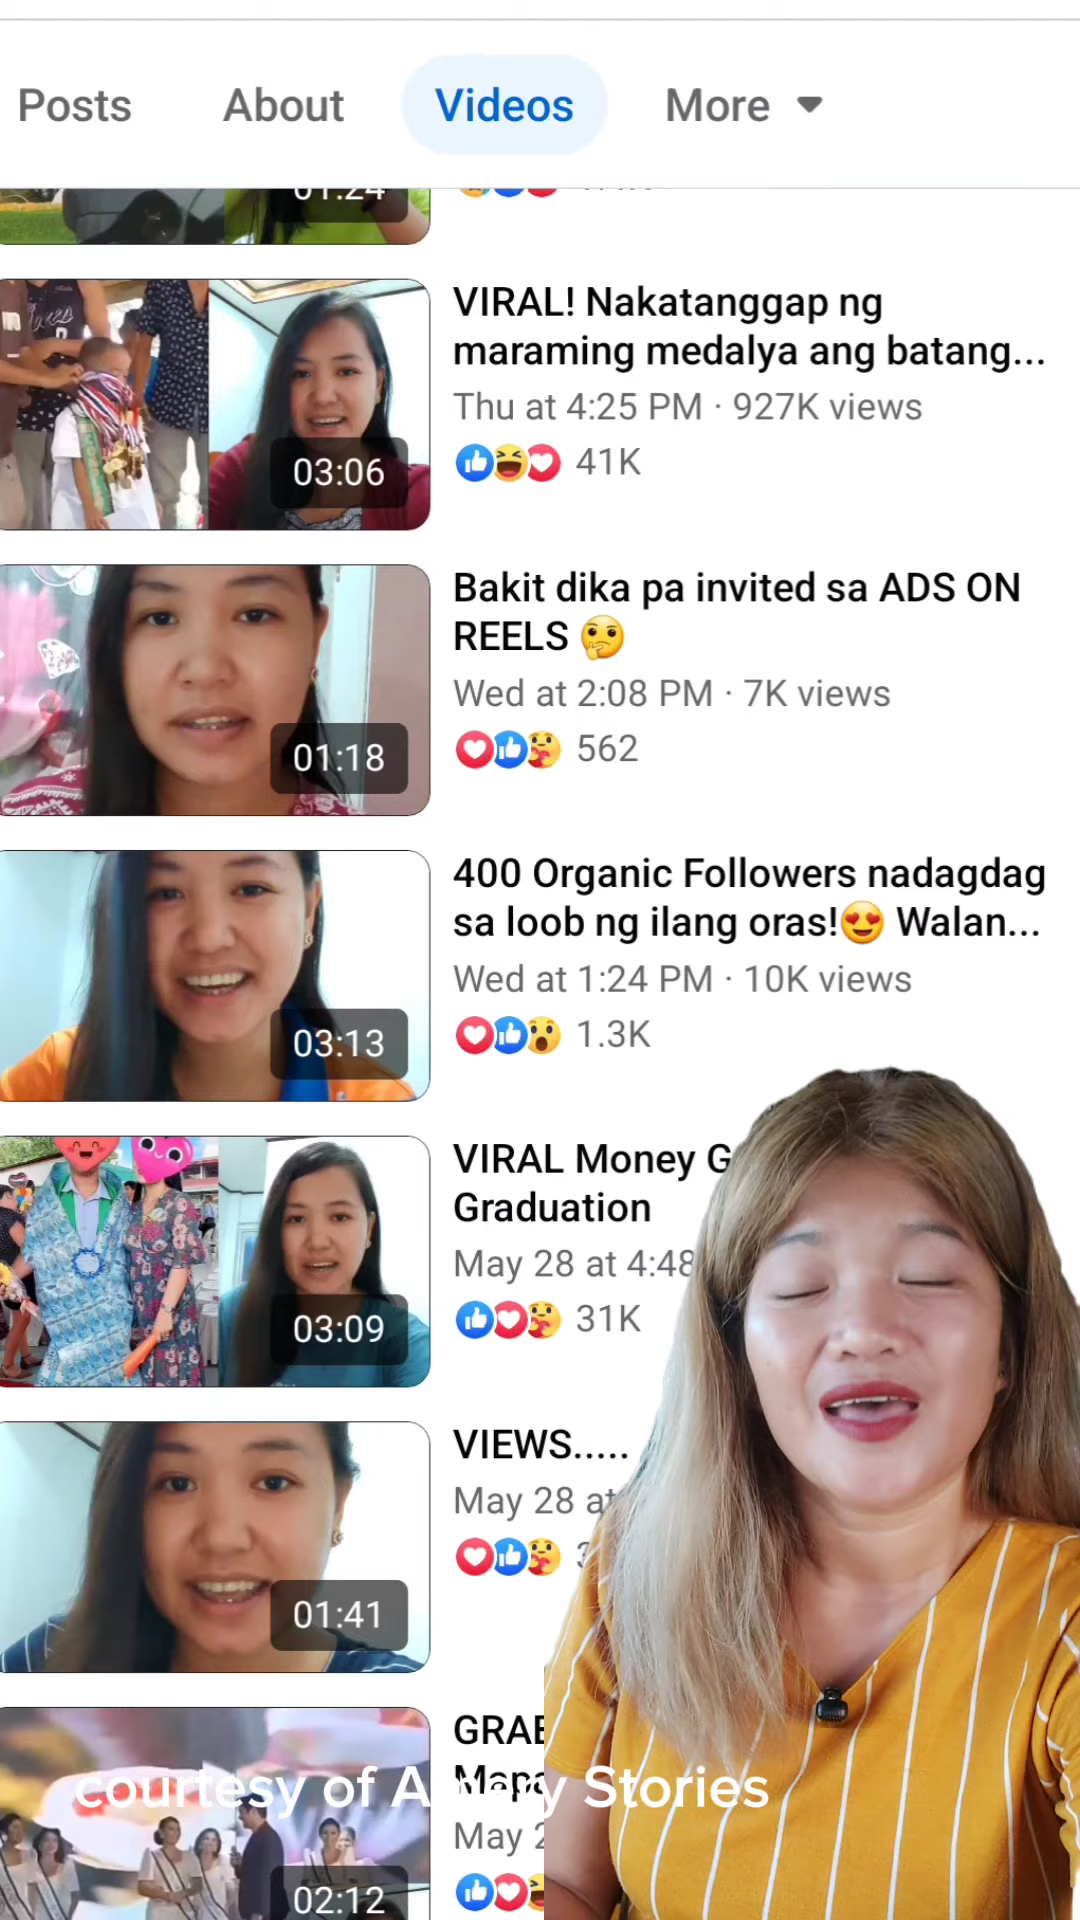 Posts About Videos More
01:24
VIRAL! Nakatanggap ng
maraming medalya ang batang...
Thu at 4:25 PM · 927K views
41K
03:06
Bakit dika pa invited sa ADS ON
REELS 🤔
Wed at 2:08 PM · 7K views
562
01:18
400 Organic Followers nadagdag
sa loob ng ilang oras!😍 Walan...
Wed at 1:24 PM · 10K views
1.3K
03:13
VIRAL Money G
Graduation
May 28 at 4:48
31K
03:09
VIEWS.....
May 28 at
01:41
courtesy of Stories
May 2
02:12